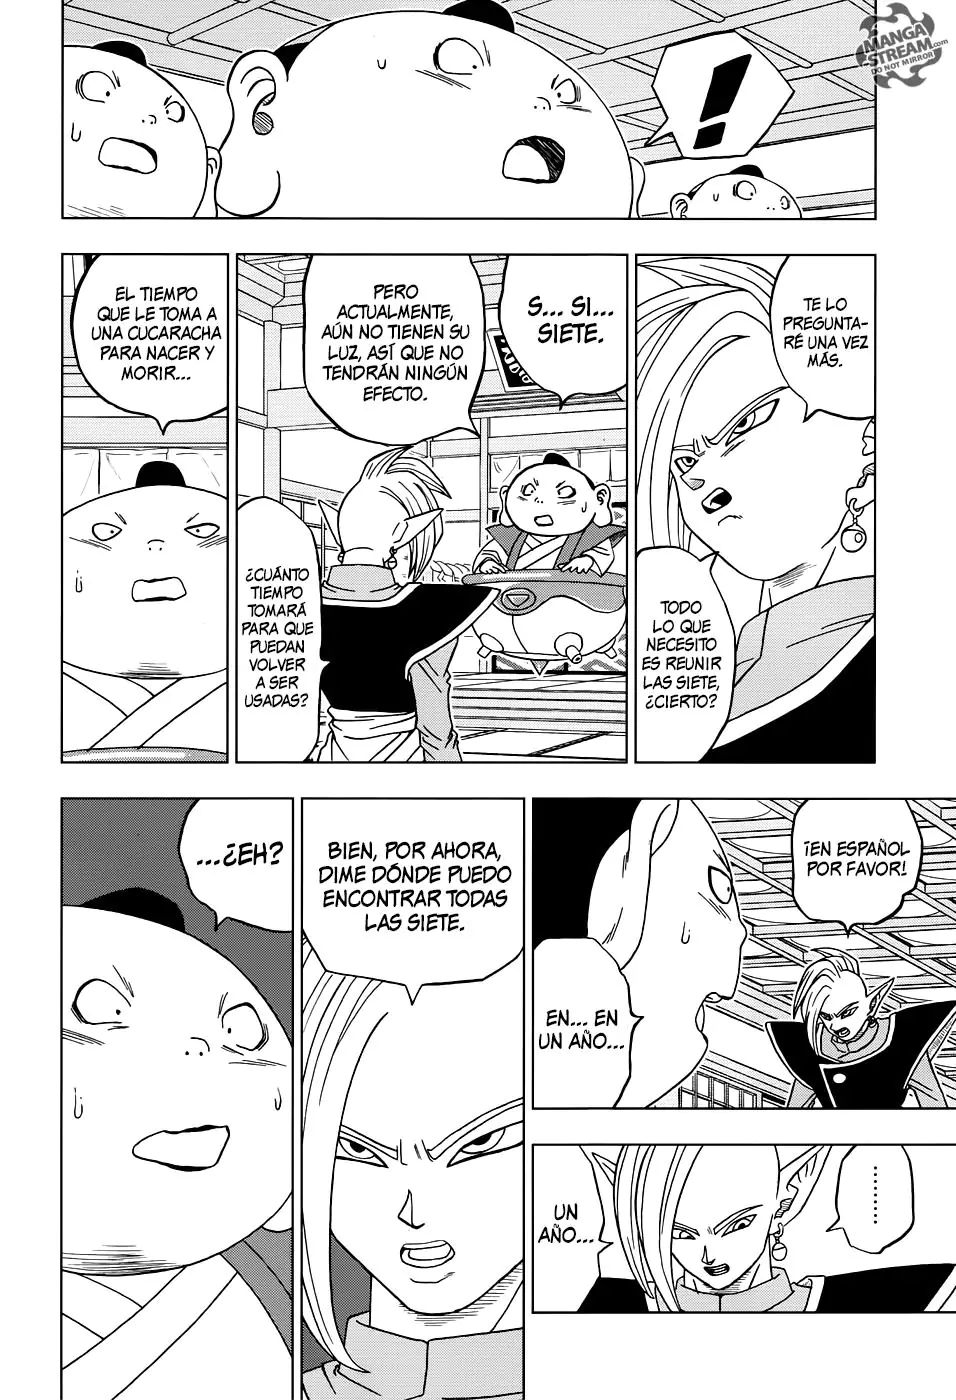 MANGA
STREAM.com
DO NOT MIRROR
!
TE LO
PREGUNTA-
RÉ UNA VEZ
MÁS.
TODO
LO QUE
NECESITO
ES REUNIR
LAS SIETE,
¿CIERTO?
S... SI...
SIETE.
PERO
ACTUALMENTE,
AÚN NO TIENEN SU
LUZ, ASÍ QUE NO
TENDRÁN NINGÚN
EFECTO.
¿CUÁNTO
TIEMPO
TOMARÁ
PARA QUE
PUEDAN
VOLVER
A SER
USADAS?
EL TIEMPO
QUE LE TOMA A
UNA CUCARACHA
PARA NACER Y
MORIR...
¡EN ESPAÑOL
POR FAVOR!
EN... EN
UN AÑO...
........
UN
AÑO...
BIEN, POR AHORA,
DIME DÓNDE PUEDO
ENCONTRAR TODAS
LAS SIETE.
...¿EH?